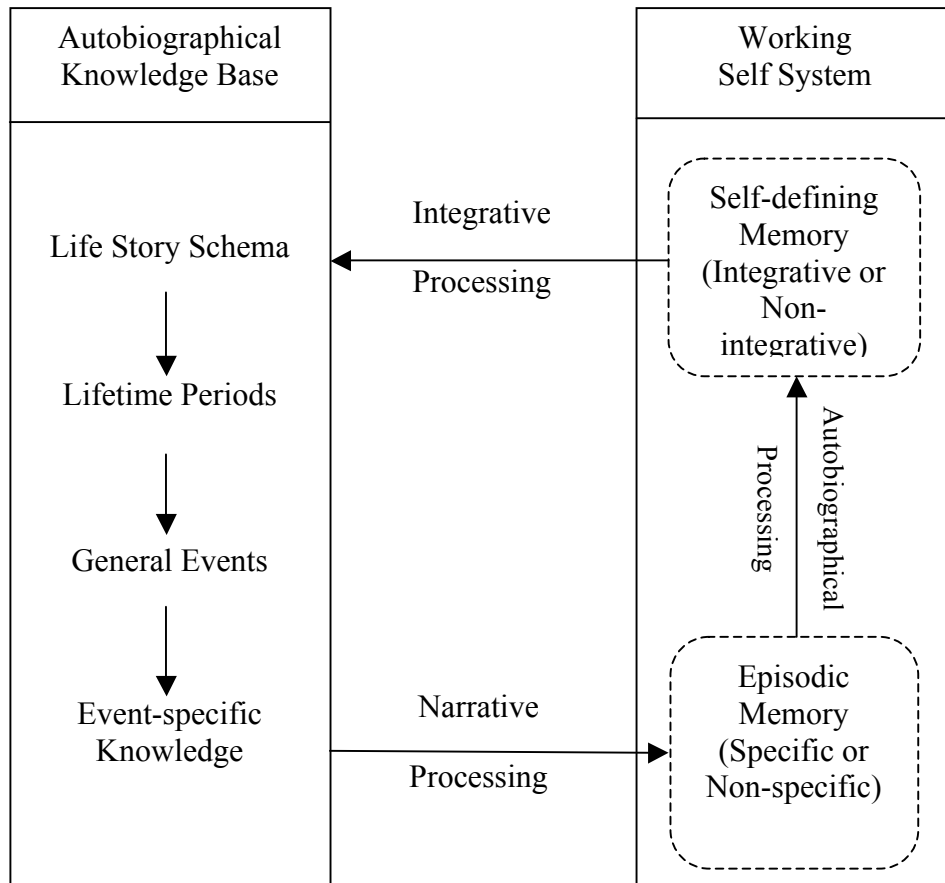 Autobiographical
Knowledge Base
Working
Self System
Life Story Schema
Lifetime Periods
General Events
Event-specific
Knowledge
Integrative
Processing
Narrative
Processing
Self-defining
Memory
(Integrative or
Non-
integrative)
Autobiographical
Processing
Episodic
Memory
(Specific or
Non-specific)